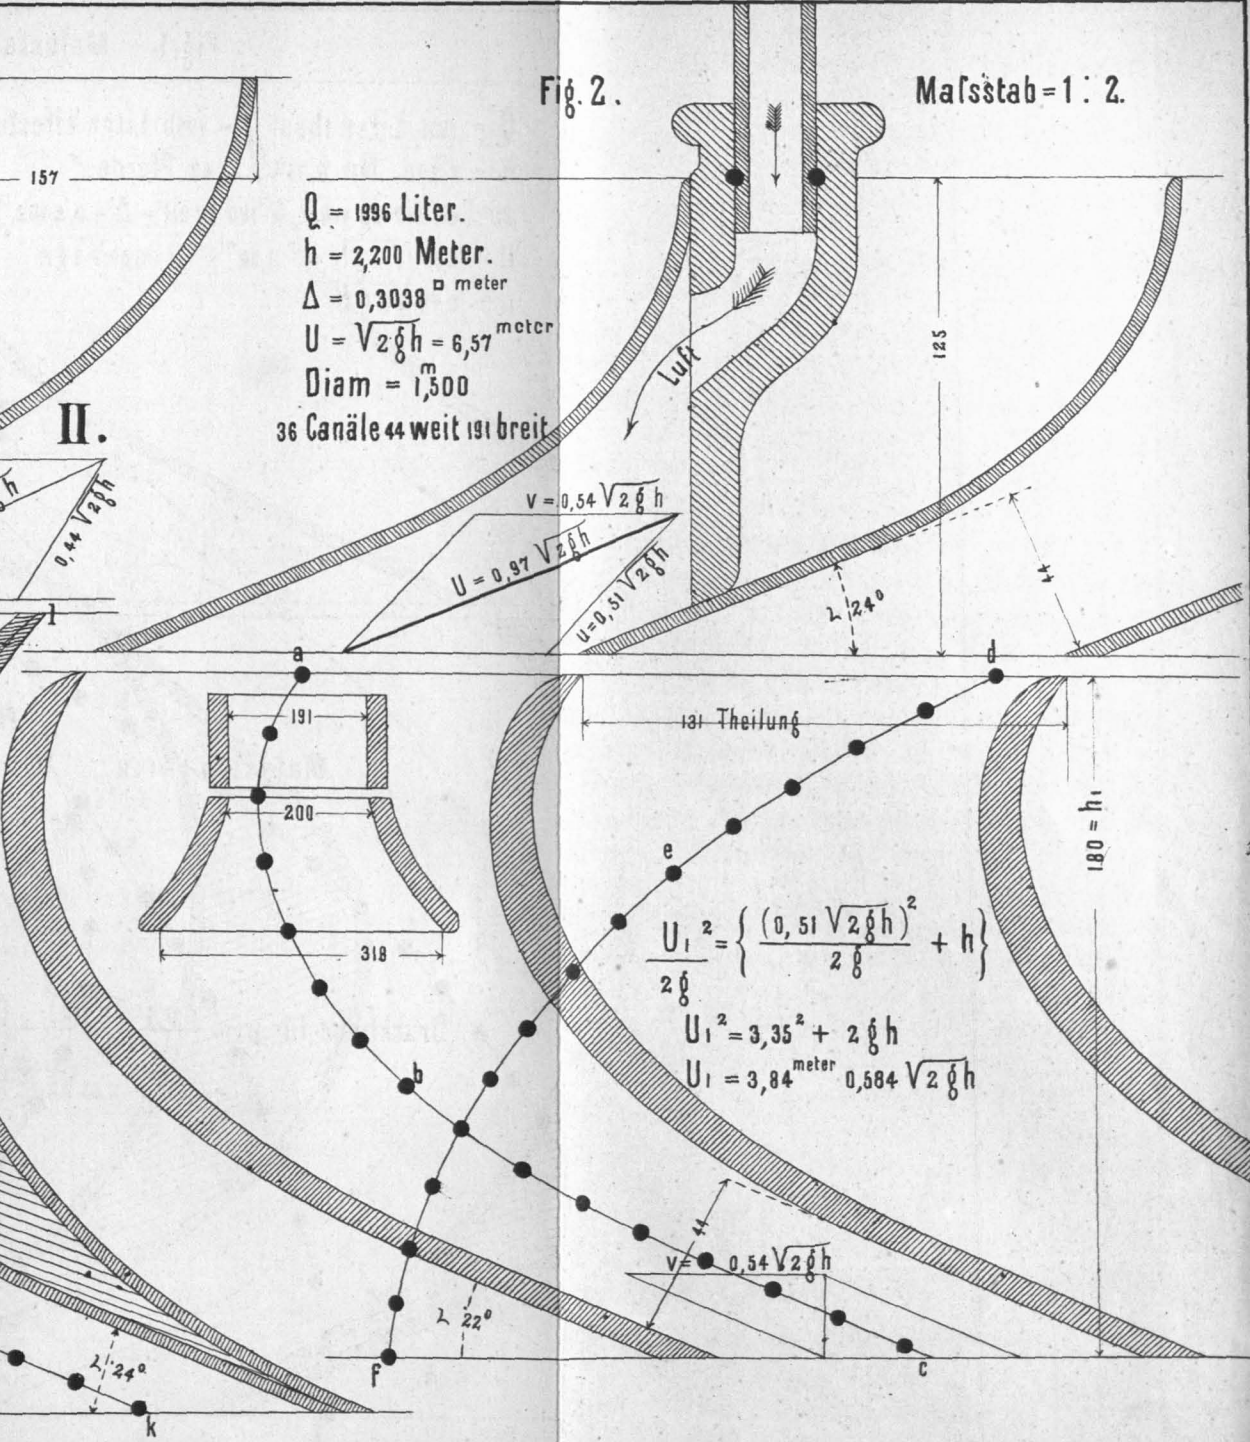 Fig. 2.
Maſsstab = 1 : 2.
157
Q = 1996 Liter.
h = 2,200 Meter.
Δ = 0,3038 □ meter
U = √2gh = 6,57 meter
Diam = 1,500 m
36 Canäle 44 weit 191 breit
125
Luft
II.
h
0,44 √2gh
v = 0,54 √2gh
U = 0,97 √2gh
u = 0,51 √2gh
44
∠ 24°
l
a
d
191
131 Theilung
200
180 = h₁
e
318
U₁²/2g = { (0,51 √2gh)²/2g + h }
U₁² = 3,35² + 2gh
U₁ = 3,84 meter 0,584 √2gh
b
44
v = 0,54 √2gh
∠ 22°
∠ 24°
f
c
k